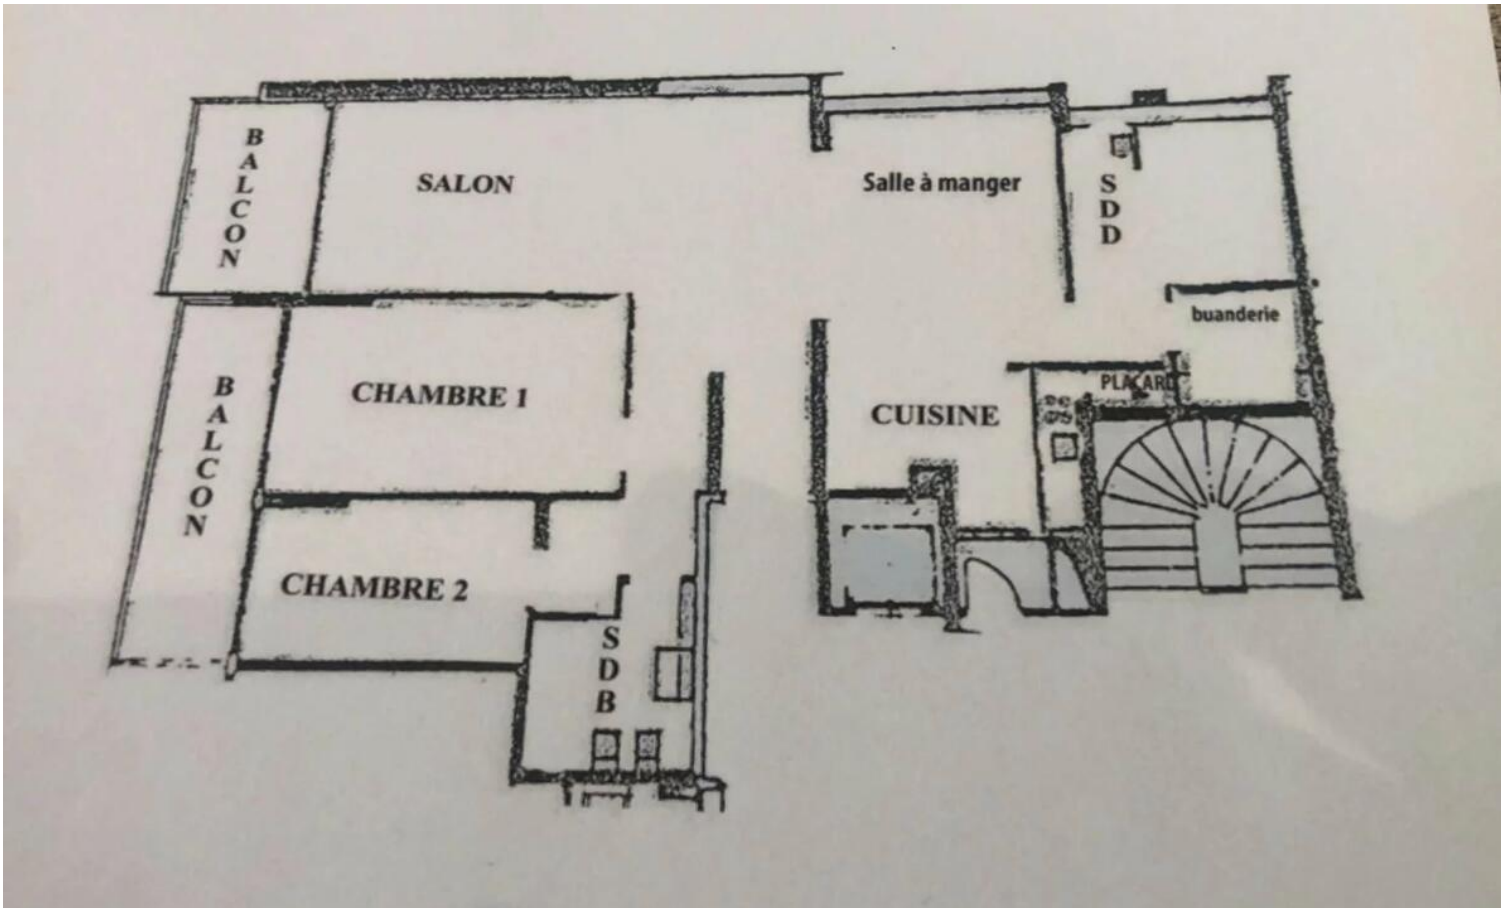 BALCON
SALON
Salle à manger
SDD
buanderie
PLACARD
BALCON
CHAMBRE 1
CUISINE
CHAMBRE 2
SDB